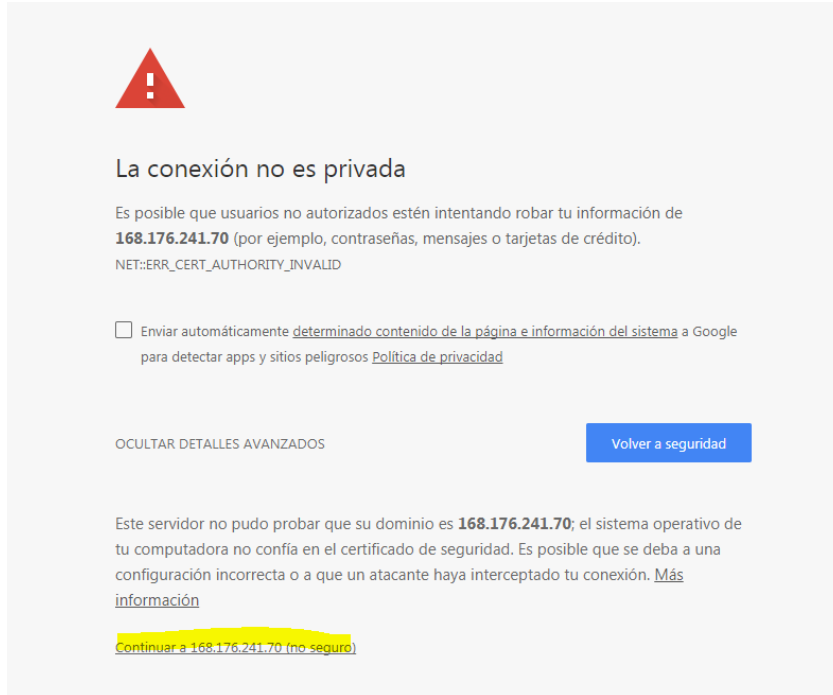 La conexión no es privada
Es posible que usuarios no autorizados estén intentando robar tu información de
168.176.241.70 (por ejemplo, contraseñas, mensajes o tarjetas de crédito).
NET::ERR_CERT_AUTHORITY_INVALID
Enviar automáticamente determinado contenido de la página e información del sistema a Google
para detectar apps y sitios peligrosos Política de privacidad
OCULTAR DETALLES AVANZADOS
Volver a seguridad
Este servidor no pudo probar que su dominio es 168.176.241.70; el sistema operativo de
tu computadora no confía en el certificado de seguridad. Es posible que se deba a una
configuración incorrecta o a que un atacante haya interceptado tu conexión. Más
información
Continuar a 168.176.241.70 (no seguro)